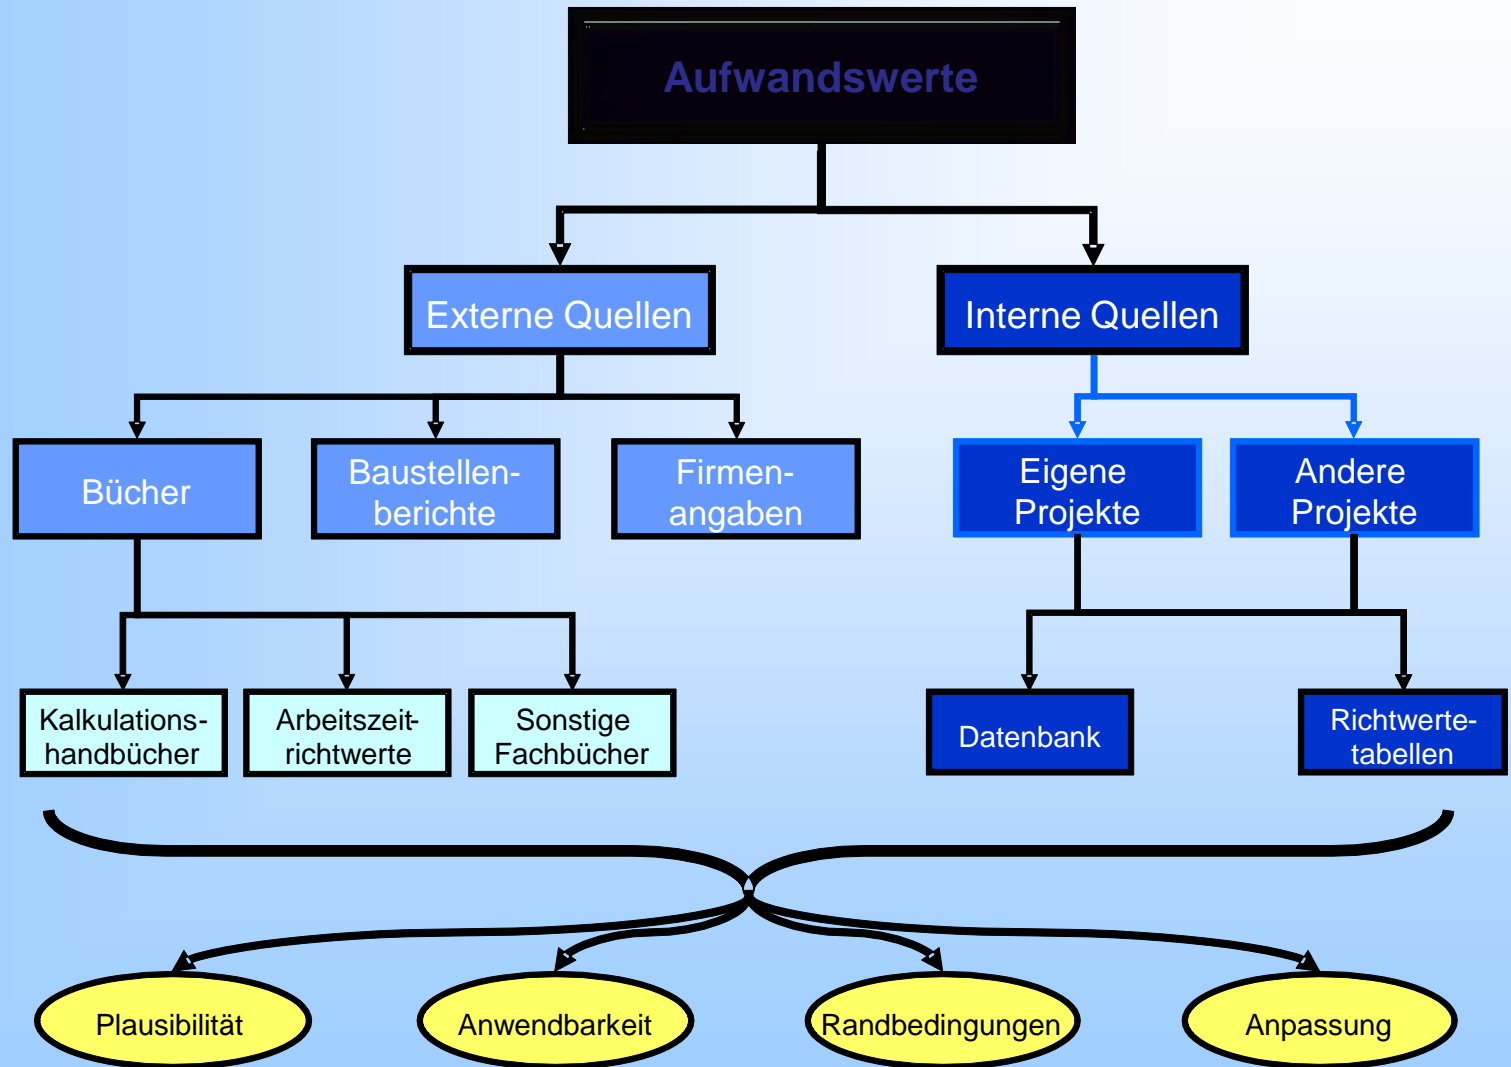 Aufwandswerte
Externe Quellen
Interne Quellen
Bücher
Baustellen-
berichte
Firmen-
angaben
Eigene
Projekte
Andere
Projekte
Kalkulations-
handbücher
Arbeitszeit-
richtwerte
Sonstige
Fachbücher
Datenbank
Richtwerte-
tabellen
Plausibilität
Anwendbarkeit
Randbedingungen
Anpassung